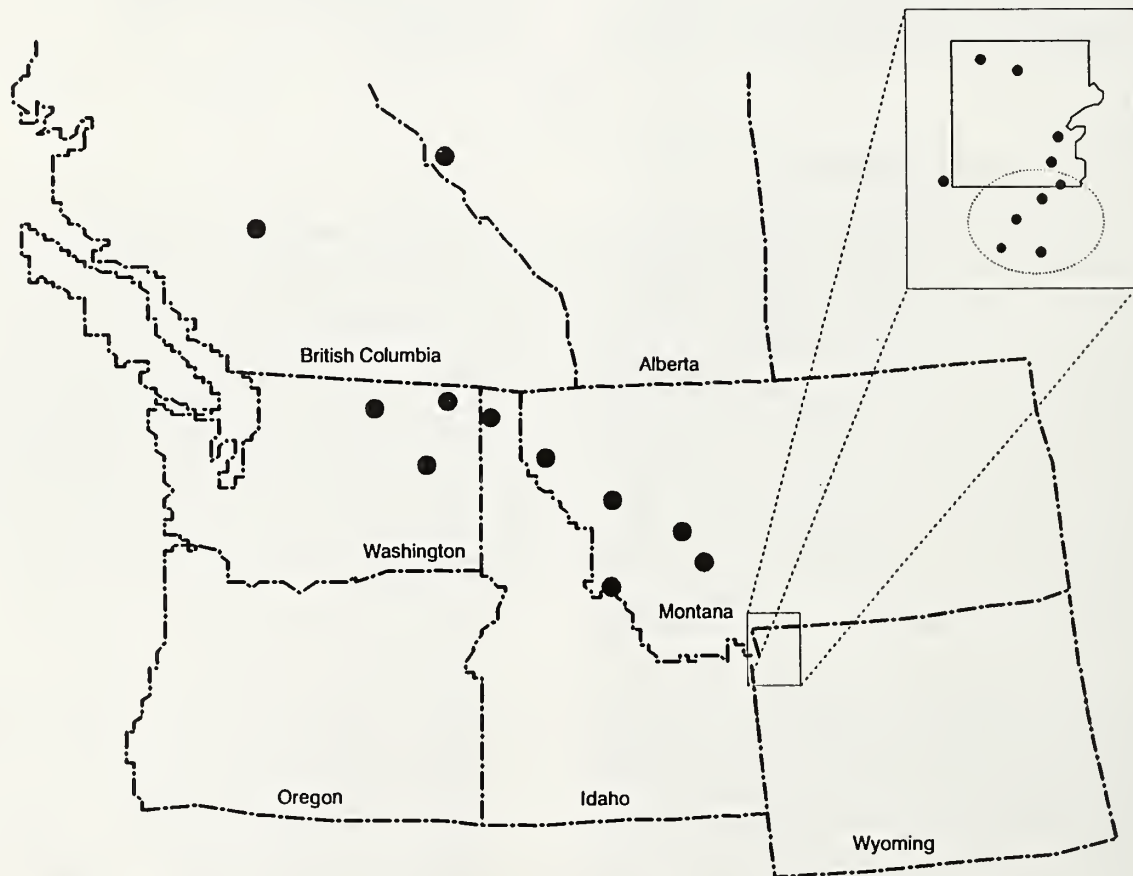 British Columbia
Alberta
Washington
Montana
Oregon
Idaho
Wyoming